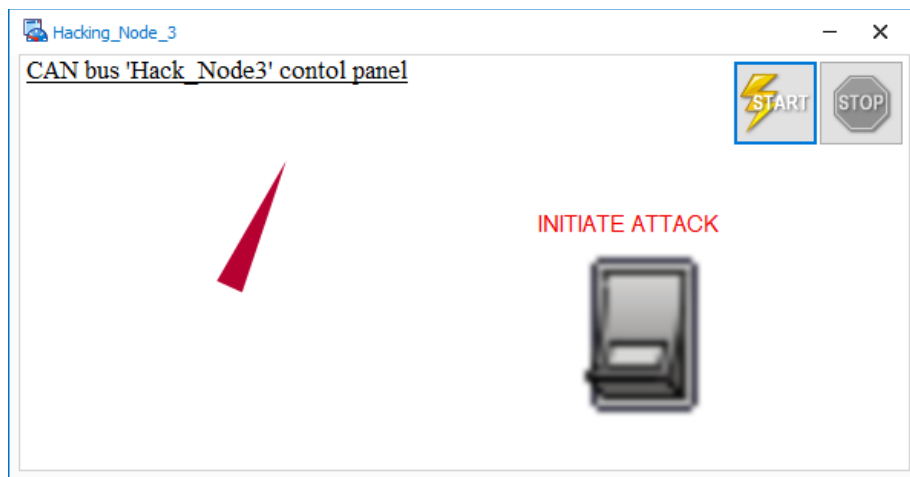 Hacking_Node_3
CAN bus 'Hack_Node3' contol panel
START
STOP
INITIATE ATTACK